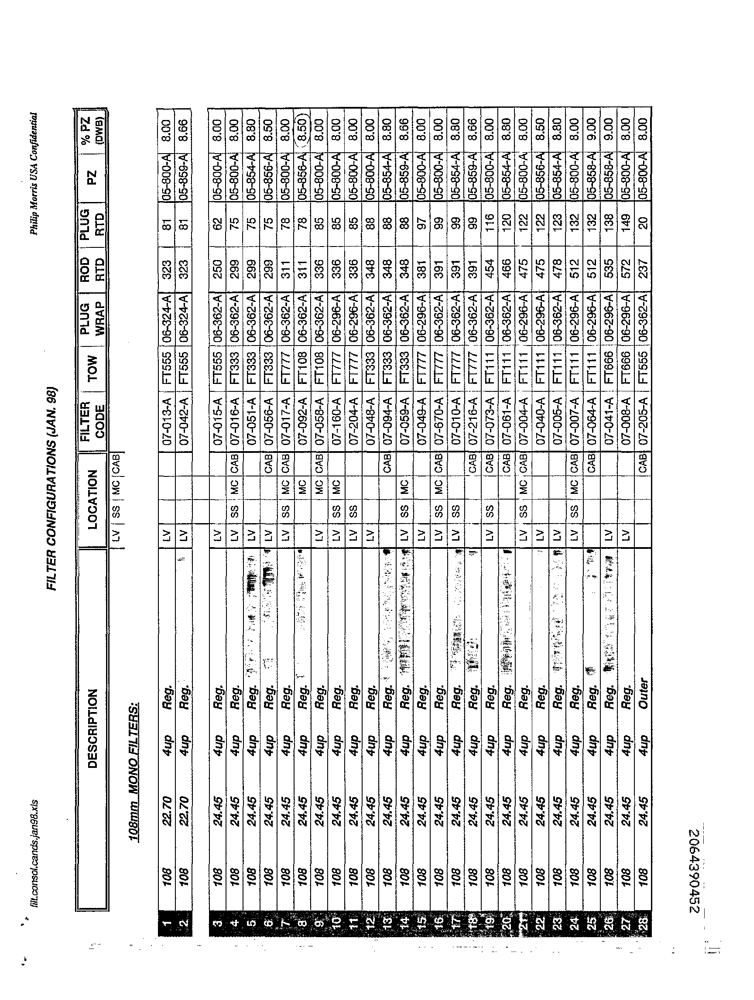 filt.consol.cands.jan98.xls
Philip Morris USA Confidential
FILTER CONFIGURATIONS (JAN. 98)
DESCRIPTION LOCATION FILTER CODE TOW PLUG WRAP ROD RTD PLUG RTD PZ % PZ (DWB)
LV SS MC CAB
108mm MONO FILTERS:
1 108 22.70 4up Reg. LV 07-013-A FT555 06-324-A 323 81 05-800-A 8.00
2 108 22.70 4up Reg. LV 07-042-A FT555 06-324-A 323 81 05-859-A 8.66
3 108 24.45 4up Reg. LV 07-015-A FT555 06-362-A 250 62 05-800-A 8.00
4 108 24.45 4up Reg. LV SS MC CAB 07-016-A FT333 06-362-A 299 75 05-800-A 8.00
5 108 24.45 4up Reg. LV 07-051-A FT333 06-362-A 299 75 05-854-A 8.80
6 108 24.45 4up Reg. LV CAB 07-056-A FT333 06-362-A 299 75 05-856-A 8.50
7 108 24.45 4up Reg. LV SS MC CAB 07-017-A FT777 06-362-A 311 78 05-800-A 8.00
8 108 24.45 4up Reg. LV MC 07-092-A FT108 06-362-A 311 78 05-856-A 8.50
9 108 24.45 4up Reg. LV MC CAB 07-058-A FT108 06-362-A 336 85 05-800-A 8.00
10 108 24.45 4up Reg. LV SS MC 07-160-A FT777 06-296-A 336 85 05-800-A 8.00
11 108 24.45 4up Reg. LV SS 07-204-A FT777 06-362-A 336 85 05-800-A 8.00
12 108 24.45 4up Reg. LV 07-048-A FT333 06-362-A 348 88 05-800-A 8.00
13 108 24.45 4up Reg. CAB 07-094-A FT333 06-362-A 348 88 05-854-A 8.80
14 108 24.45 4up Reg. LV SS MC 07-059-A FT333 06-296-A 348 88 05-859-A 8.66
15 108 24.45 4up Reg. LV 07-049-A FT777 06-296-A 381 97 05-800-A 8.00
16 108 24.45 4up Reg. LV SS MC CAB 07-670-A FT777 06-362-A 391 99 05-800-A 8.00
17 108 24.45 4up Reg. LV SS 07-010-A FT777 06-362-A 391 99 05-854-A 8.80
18 108 24.45 4up Reg. CAB 07-216-A FT777 06-362-A 391 99 05-859-A 8.66
19 108 24.45 4up Reg. LV SS CAB 07-073-A FT111 06-362-A 454 116 05-800-A 8.00
20 108 24.45 4up Reg. LV CAB 07-061-A FT111 06-362-A 466 120 05-854-A 8.80
21 108 24.45 4up Reg. LV SS MC CAB 07-004-A FT111 06-296-A 475 122 05-800-A 8.00
22 108 24.45 4up Reg. LV 07-040-A FT111 06-296-A 475 122 05-856-A 8.50
23 108 24.45 4up Reg. LV 07-005-A FT111 06-362-A 478 123 05-854-A 8.80
24 108 24.45 4up Reg. LV SS MC CAB 07-007-A FT111 06-296-A 512 132 05-800-A 8.00
25 108 24.45 4up Reg. CAB 07-064-A FT111 06-296-A 512 132 05-858-A 9.00
26 108 24.45 4up Reg. LV 07-041-A FT666 06-296-A 535 138 05-858-A 9.00
27 108 24.45 4up Reg. LV 07-008-A FT666 06-296-A 572 149 05-800-A 8.00
28 108 24.45 4up Outer CAB 07-205-A FT555 06-362-A 237 20 05-800-A 8.00
2064390452